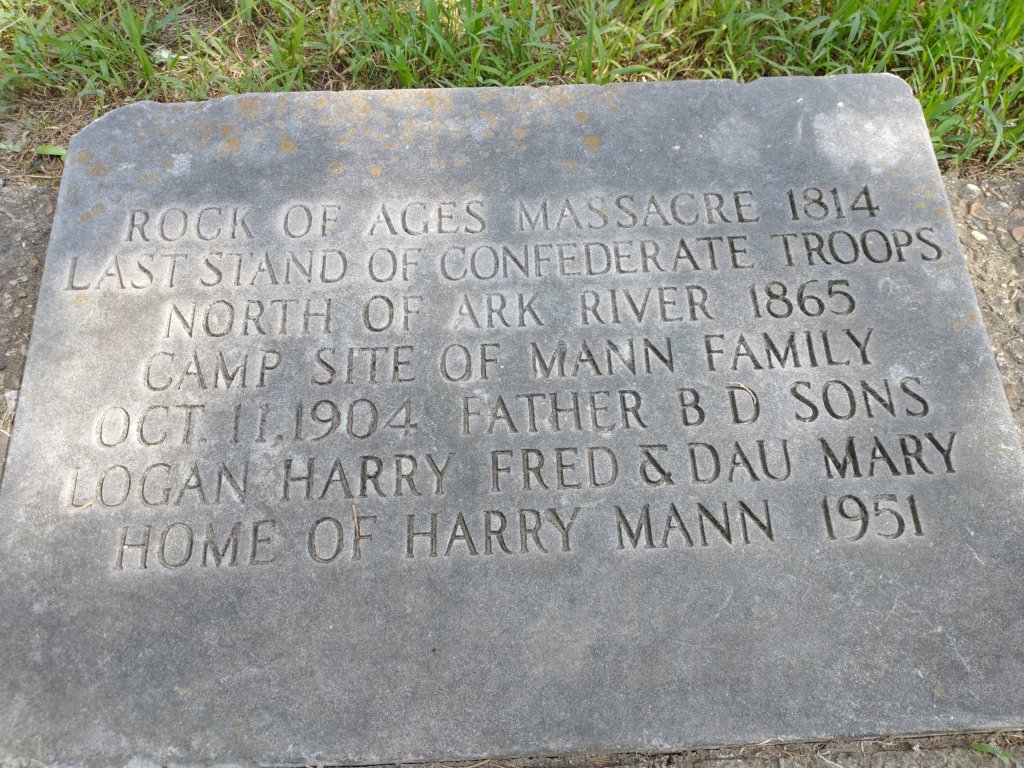 ROCK OF AGES MASSACRE 1814
LAST STAND OF CONFEDERATE TROOPS
NORTH OF ARK RIVER 1865
CAMP SITE OF MANN FAMILY
OCT. 11, 1904 FATHER B D SONS
LOGAN HARRY FRED & DAU MARY
HOME OF HARRY MANN 1951